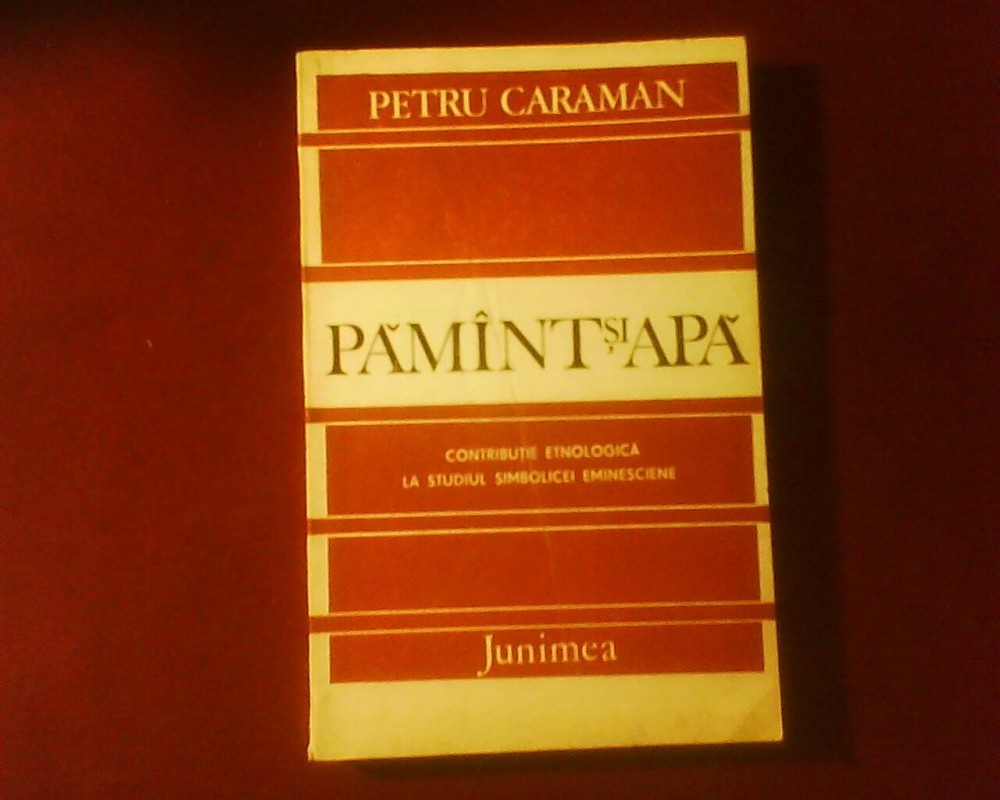 PETRU CARAMAN
PĂMÎNT ȘI APĂ
CONTRIBUȚIE ETNOLOGICĂ
LA STUDIUL SIMBOLICEI EMINESCIENE
Junimea